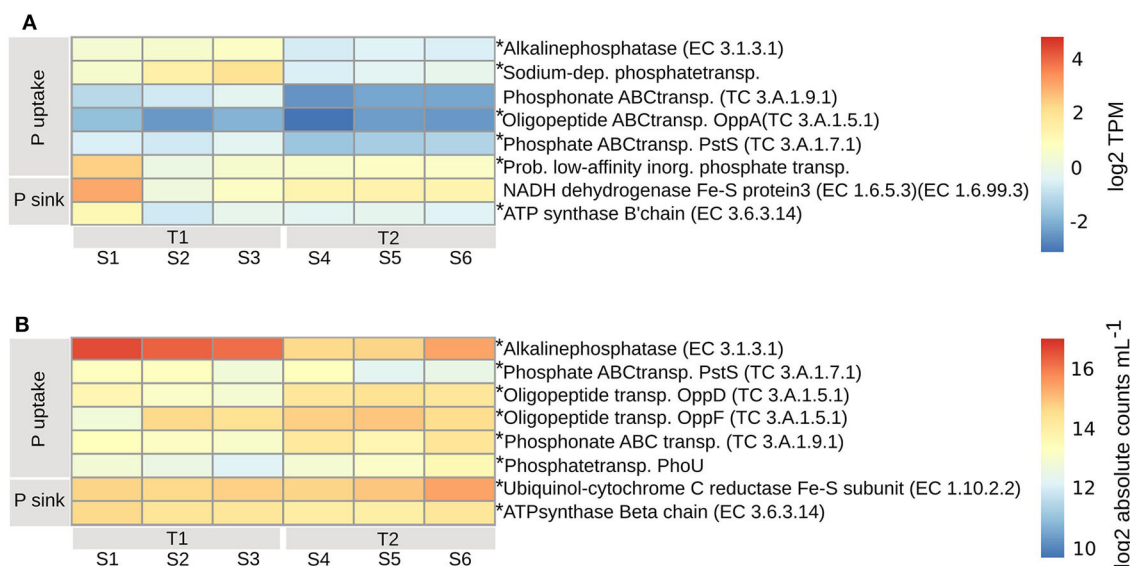 A
P uptake
P sink
*Alkalinephosphatase (EC 3.1.3.1)
*Sodium-dep. phosphatetransp.
Phosphonate ABCtransp. (TC 3.A.1.9.1)
*Oligopeptide ABCtransp. OppA(TC 3.A.1.5.1)
*Phosphate ABCtransp. PstS (TC 3.A.1.7.1)
*Prob. low-affinity inorg. phosphate transp.
NADH dehydrogenase Fe-S protein3 (EC 1.6.5.3)(EC 1.6.99.3)
*ATP synthase B'chain (EC 3.6.3.14)
T1 T2
S1 S2 S3 S4 S5 S6
4
2
0
-2
log2 TPM
B
P uptake
P sink
*Alkalinephosphatase (EC 3.1.3.1)
*Phosphate ABCtransp. PstS (TC 3.A.1.7.1)
*Oligopeptide transp. OppD (TC 3.A.1.5.1)
*Oligopeptide transp. OppF (TC 3.A.1.5.1)
*Phosphonate ABC transp. (TC 3.A.1.9.1)
*Phosphatetransp. PhoU
*Ubiquinol-cytochrome C reductase Fe-S subunit (EC 1.10.2.2)
*ATPsynthase Beta chain (EC 3.6.3.14)
T1 T2
S1 S2 S3 S4 S5 S6
16
14
12
10
log2 absolute counts mL⁻¹